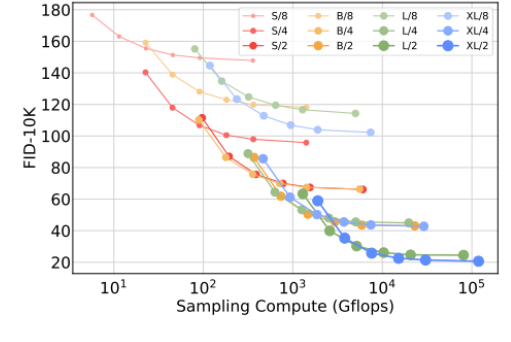 180
160
140
120
100
80
60
40
20
FID-10K
S/8 B/8 L/8 XL/8
S/4 B/4 L/4 XL/4
S/2 B/2 L/2 XL/2
10¹ 10² 10³ 10⁴ 10⁵
Sampling Compute (Gflops)